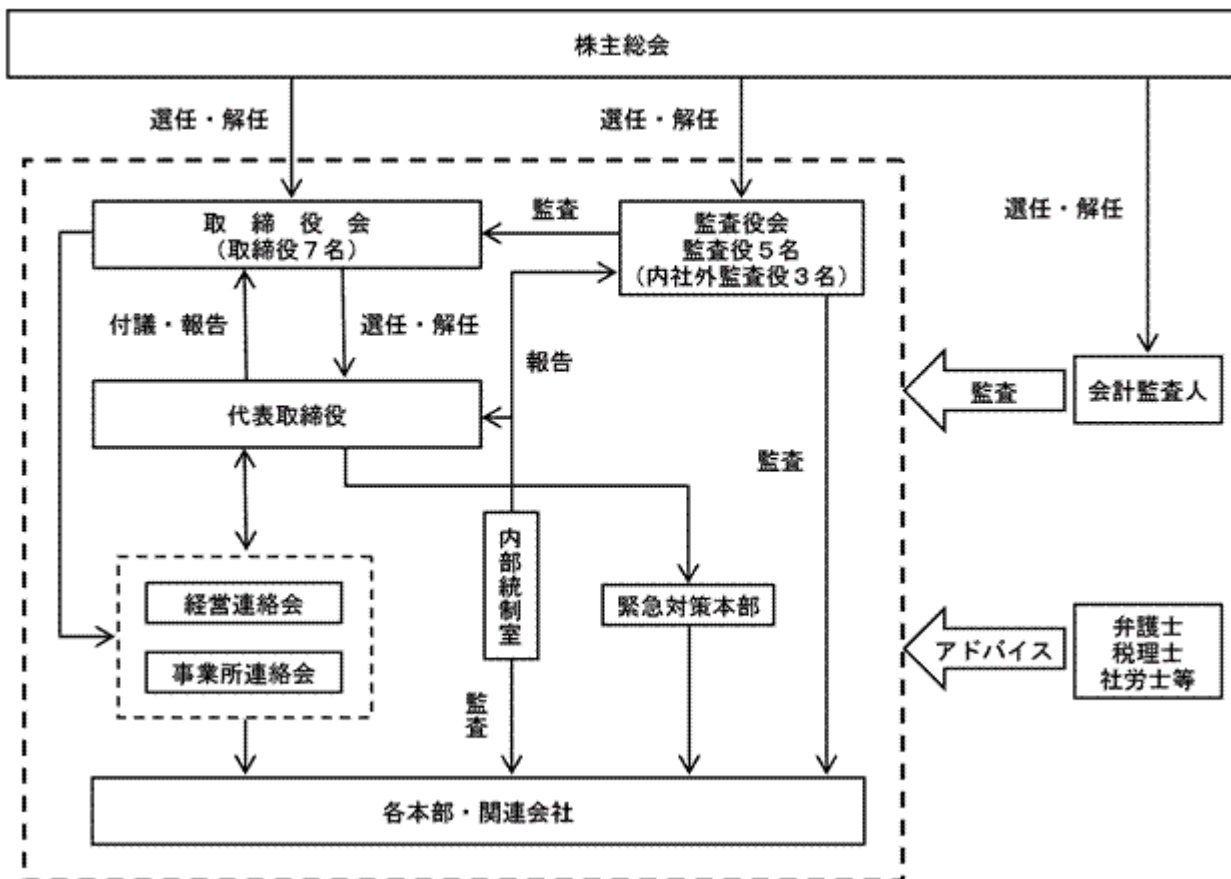 株主総会
選任・解任
選任・解任
選任・解任
取締役会
(取締役7名)
監査
監査役会
監査役5名
(内社外監査役3名)
付議・報告
選任・解任
報告
代表取締役
監査
会計監査人
監査
内部統制室
経営連絡会
緊急対策本部
事業所連絡会
アドバイス
弁護士
税理士
社労士等
監査
各本部・関連会社